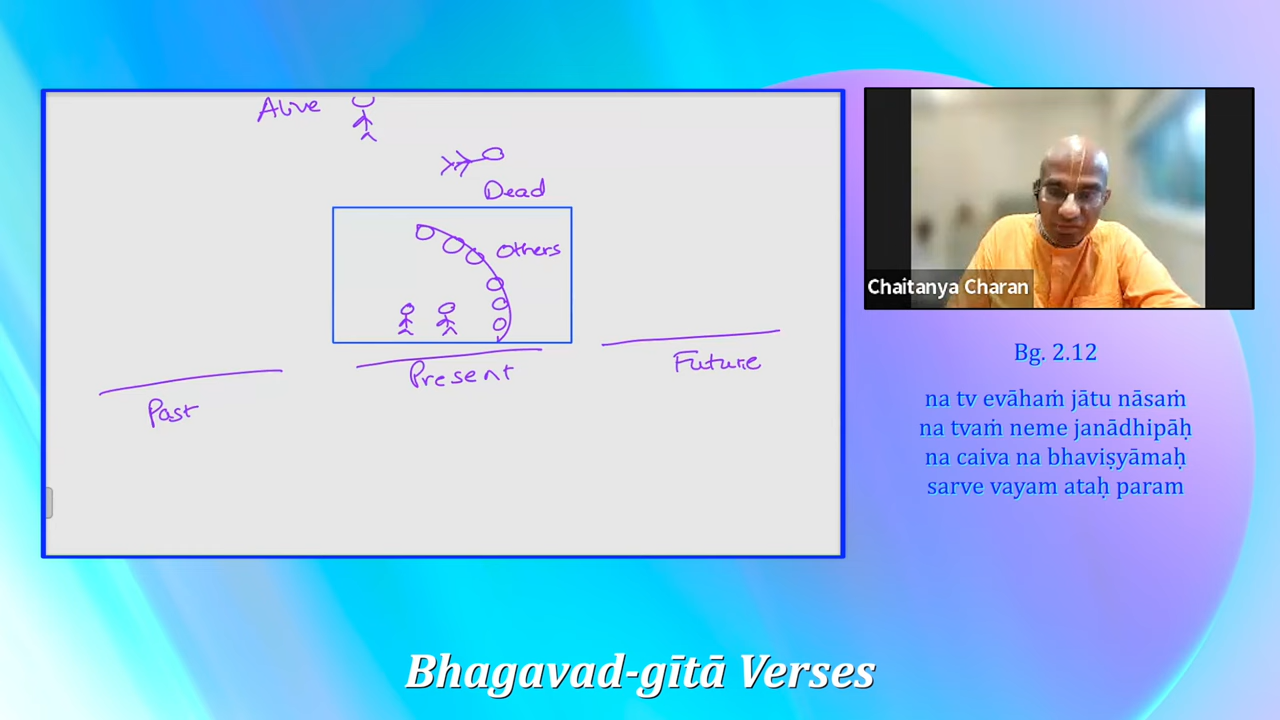 Alive
Dead
Others
Present
Future
Past
Chaitanya Charan
Bg. 2.12
na tv evāhaṁ jātu nāsaṁ
na tvaṁ neme janādhipāḥ
na caiva na bhaviṣyāmaḥ
sarve vayam ataḥ param
Bhagavad-gītā Verses